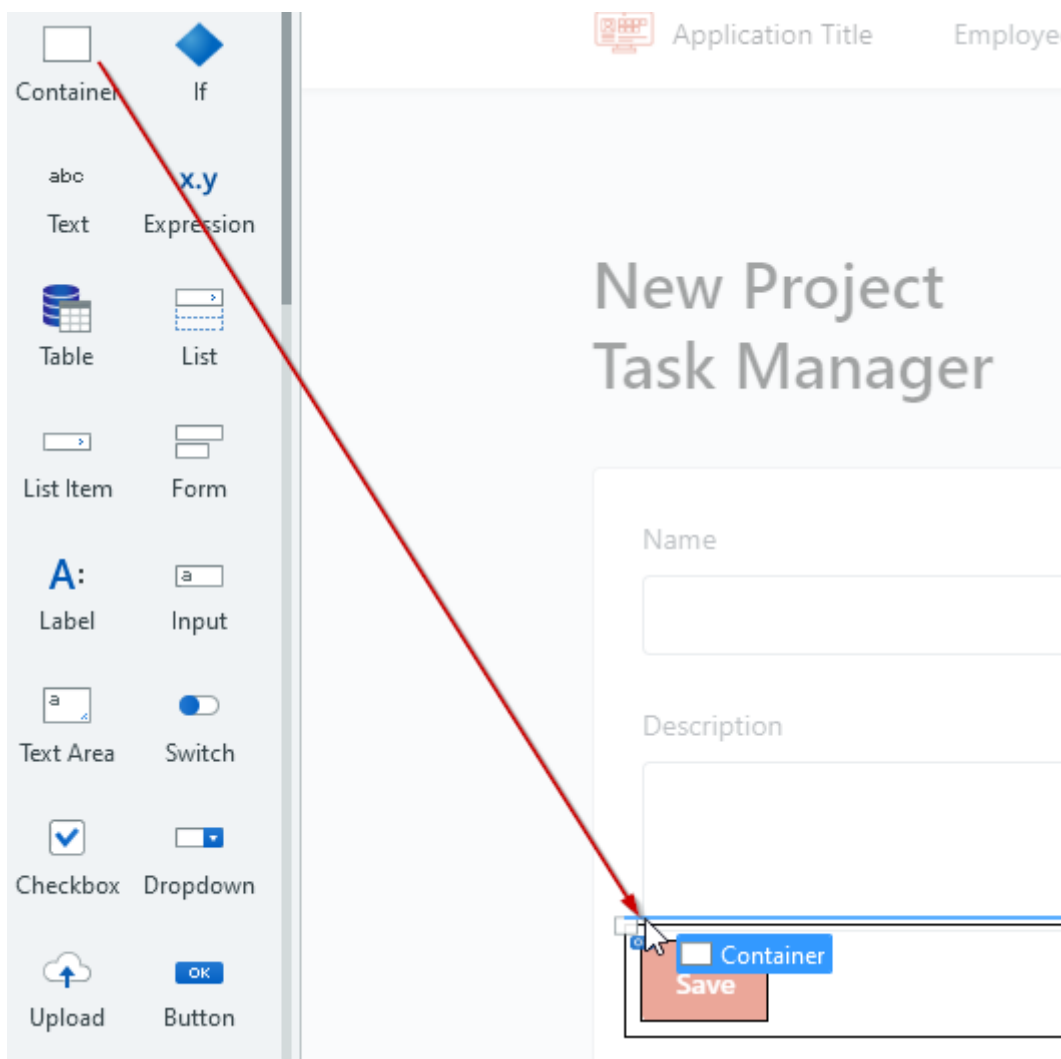 Container If
abc x.y
Text Expression
Table List
List Item Form
A: a
Label Input
a
Text Area Switch
Checkbox Dropdown
OK
Upload Button
Application Title Employee
New Project
Task Manager
Name
Description
Container
Save